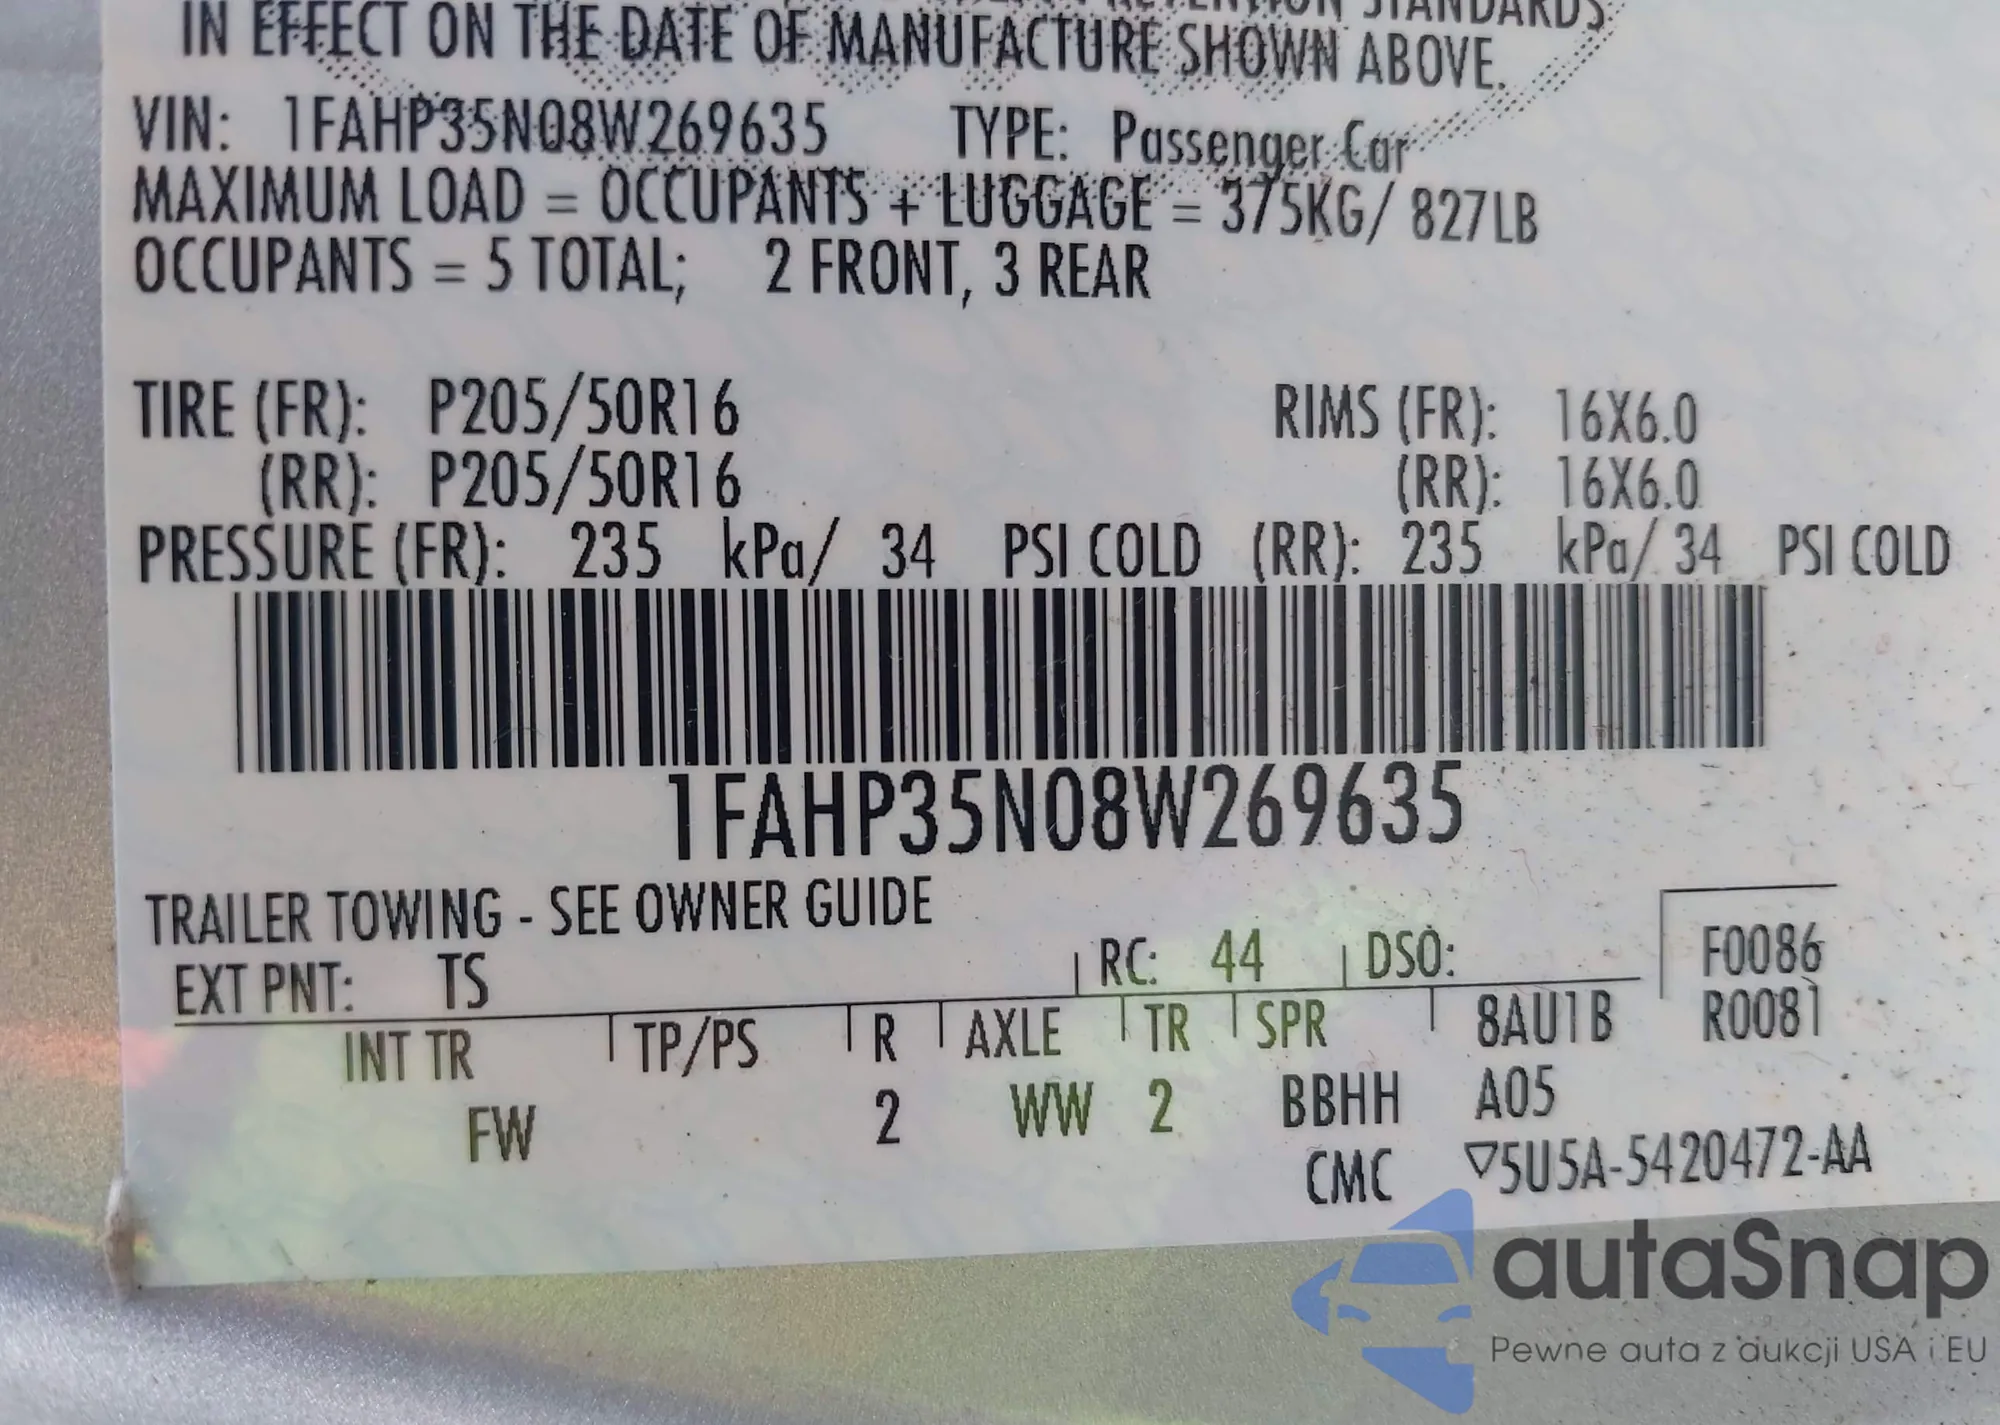 RETENTION STANDARDS
IN EFFECT ON THE DATE OF MANUFACTURE SHOWN ABOVE.
VIN: 1FAHP35N08W269635 TYPE: Passenger Car
MAXIMUM LOAD = OCCUPANTS + LUGGAGE = 375KG/ 827LB
OCCUPANTS = 5 TOTAL; 2 FRONT, 3 REAR
TIRE (FR): P205/50R16 RIMS (FR): 16X6.0
(RR): P205/50R16 (RR): 16X6.0
PRESSURE (FR): 235 kPa/ 34 PSI COLD (RR): 235 kPa/ 34 PSI COLD
1FAHP35N08W269635
TRAILER TOWING - SEE OWNER GUIDE
EXT PNT: TS RC: 44 DSO: F0086
INT TR TP/PS R AXLE TR SPR 8AU1B R0081
FW 2 WW 2 BBHH A05
CMC ▽5U5A-5420472-AA
autaSnap
Pewne auta z aukcji USA i EU